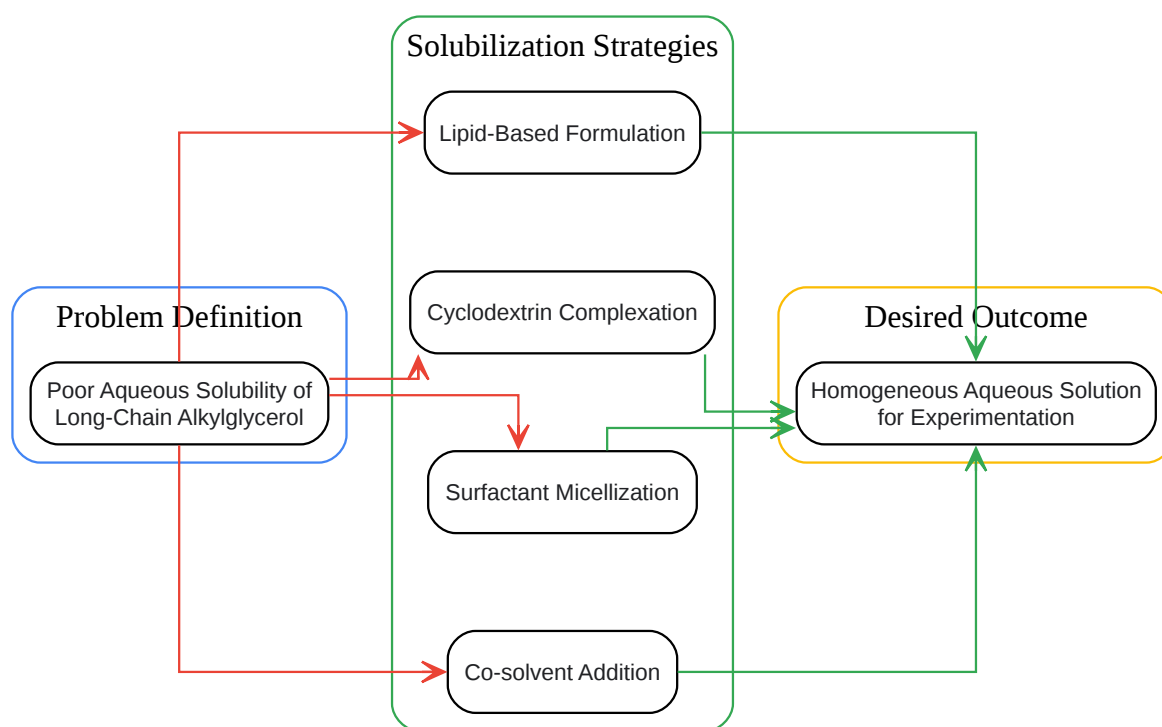 Solubilization Strategies
Lipid-Based Formulation
Cyclodextrin Complexation
Surfactant Micellization
Co-solvent Addition
Problem Definition
Poor Aqueous Solubility of
Long-Chain Alkylglycerol
Desired Outcome
Homogeneous Aqueous Solution
for Experimentation